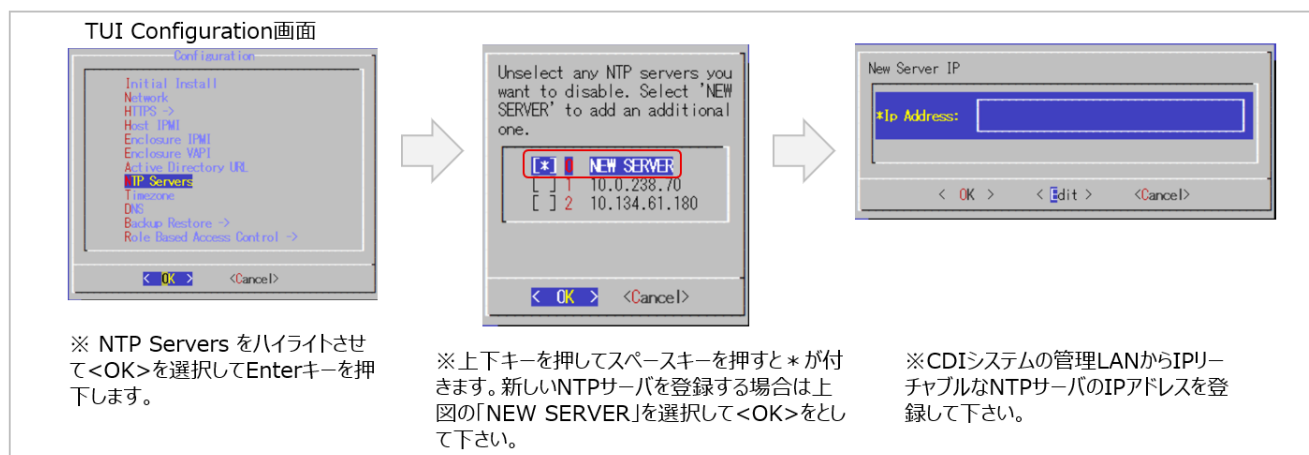 TUI Configuration画面
Configuration
Initial Install
Network
HTTPS ->
Host IPMI
Enclosure IPMI
Enclosure VAPI
Active Directory URL
NTP Servers
Timezone
DNS
Backup Restore ->
Role Based Access Control ->
< OK > <Cancel>
※ NTP Servers をハイライトさせ
て<OK>を選択してEnterキーを押
下します。
Unselect any NTP servers you
want to disable. Select 'NEW
SERVER' to add an additional
one.
[*] 0 NEW SERVER
[ ] 1 10.0.238.70
[ ] 2 10.134.61.180
< OK > <Cancel>
※上下キーを押してスペースキーを押すと＊が付
きます。新しいNTPサーバを登録する場合は上
図の「NEW SERVER」を選択して<OK>をとし
て下さい。
New Server IP
*Ip Address:
< OK > < Edit > <Cancel>
※CDIシステムの管理LANからIPリー
チャブルなNTPサーバのIPアドレスを登
録して下さい。